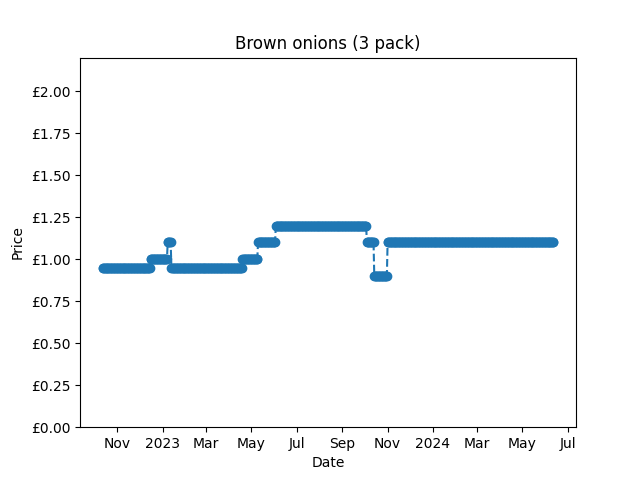 Brown onions (3 pack)
£2.00
£1.75
£1.50
£1.25
£1.00
£0.75
£0.50
£0.25
£0.00
Price
Nov 2023 Mar May Jul Sep Nov 2024 Mar May Jul
Date